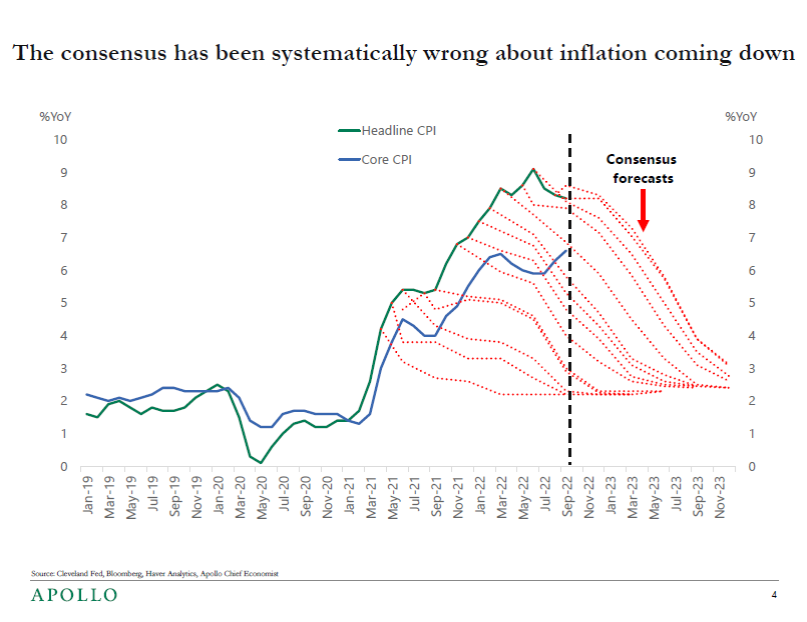 The consensus has been systematically wrong about inflation coming down
%YoY
%YoY
Headline CPI
Core CPI
Consensus
forecasts
10
9
8
7
6
5
4
3
2
1
0
10
9
8
7
6
5
4
3
2
1
0
Jan-19
Mar-19
May-19
Jul-19
Sep-19
Nov-19
Jan-20
Mar-20
May-20
Jul-20
Sep-20
Nov-20
Jan-21
Mar-21
May-21
Jul-21
Sep-21
Nov-21
Jan-22
Mar-22
May-22
Jul-22
Sep-22
Nov-22
Jan-23
Mar-23
May-23
Jul-23
Sep-23
Nov-23
Source: Cleveland Fed, Bloomberg, Haver Analytics, Apollo Chief Economist
APOLLO
4